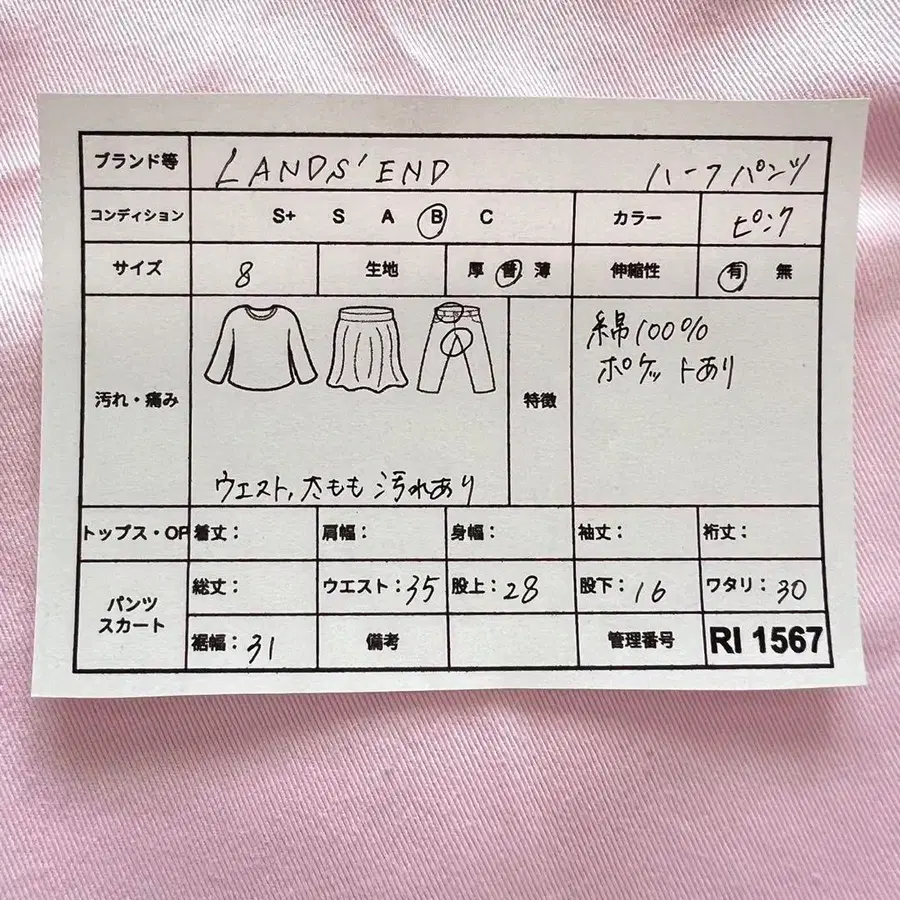 ブランド等 LANDS' END ハーフパンツ
コンディション S+ S A B C カラー ピンク
サイズ 8 生地 厚 普 薄 伸縮性 有 無
汚れ・痛み ウエスト,太もも汚れあり
特徴 綿100%
ポケットあり
トップス・OP 着丈: 肩幅: 身幅: 袖丈: 裄丈:
パンツ
スカート
総丈: ウエスト:35 股上:28 股下:16 ワタリ:30
裾幅:31 備考 管理番号 RI 1567